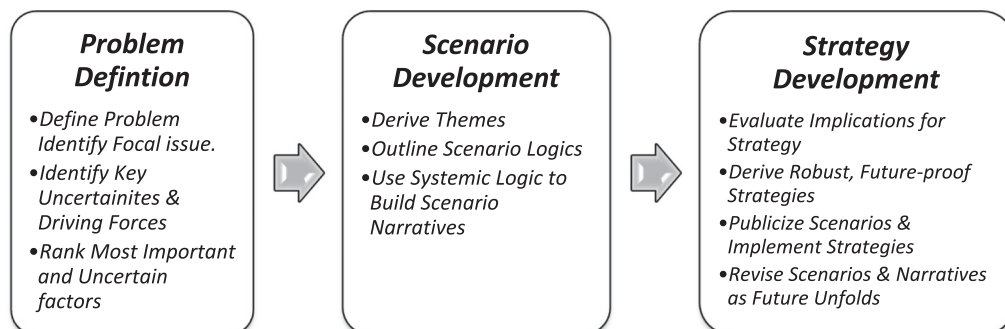 Problem
Defintion
•Define Problem
Identify Focal issue.
•Identify Key
Uncertainites &
Driving Forces
•Rank Most Important
and Uncertain
factors
Scenario
Development
•Derive Themes
•Outline Scenario Logics
•Use Systemic Logic to
Build Scenario
Narratives
Strategy
Development
•Evaluate Implications for
Strategy
•Derive Robust, Future-proof
Strategies
•Publicize Scenarios &
Implement Strategies
•Revise Scenarios & Narratives
as Future Unfolds